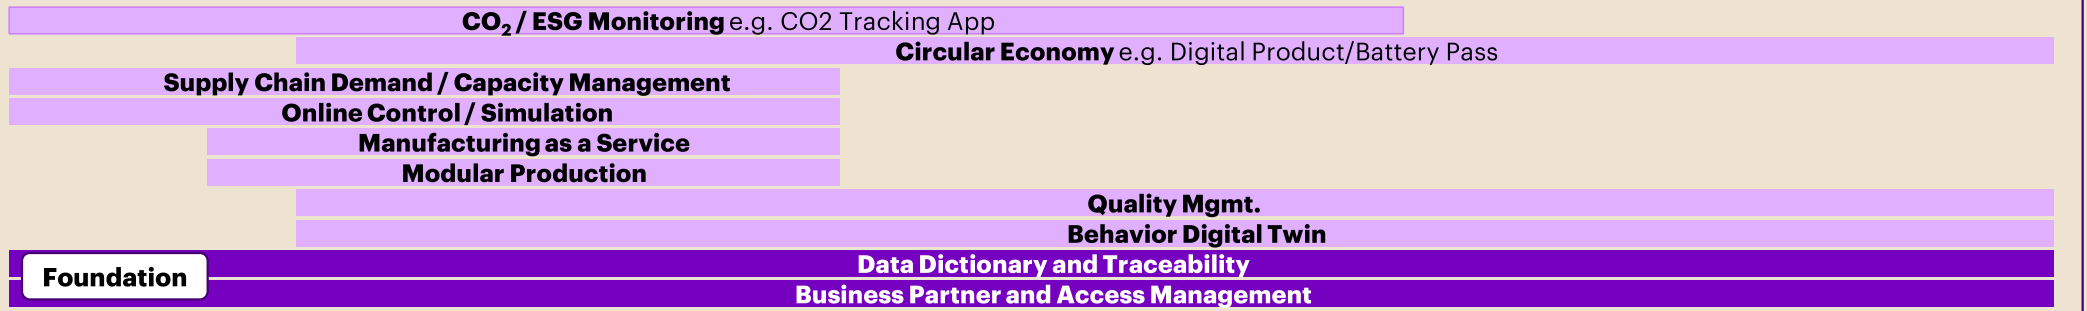 CO₂ / ESG Monitoring e.g. CO2 Tracking App
Circular Economy e.g. Digital Product/Battery Pass
Supply Chain Demand / Capacity Management
Online Control / Simulation
Manufacturing as a Service
Modular Production
Quality Mgmt.
Behavior Digital Twin
Foundation
Data Dictionary and Traceability
Business Partner and Access Management